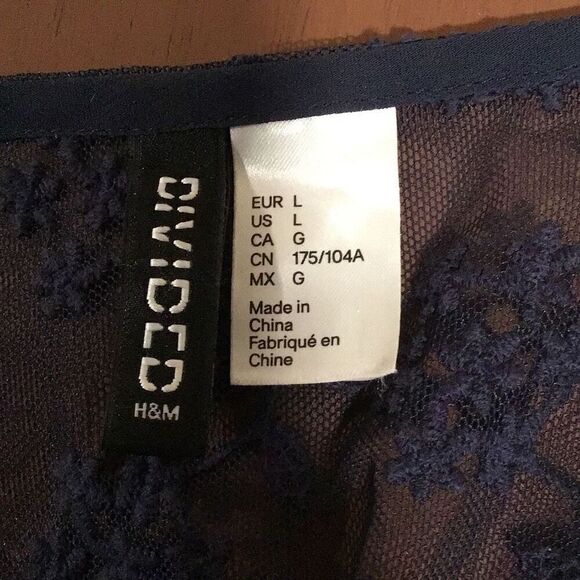 DIVIDED
H&M
EUR L
US L
CA G
CN 175/104A
MX G
Made in
China
Fabriqué en
Chine